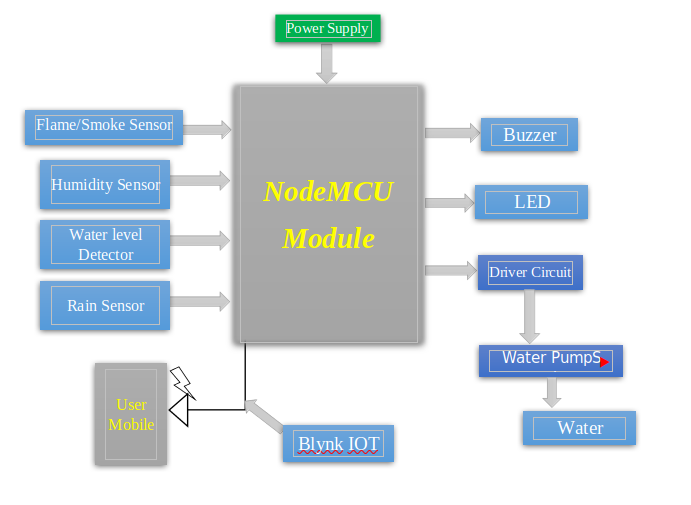 Power Supply
Flame/Smoke Sensor
Humidity Sensor
Water level
Detector
Rain Sensor
NodeMCU
Module
Buzzer
LED
Driver Circuit
Water PumpS
Water
User
Mobile
Blynk IOT